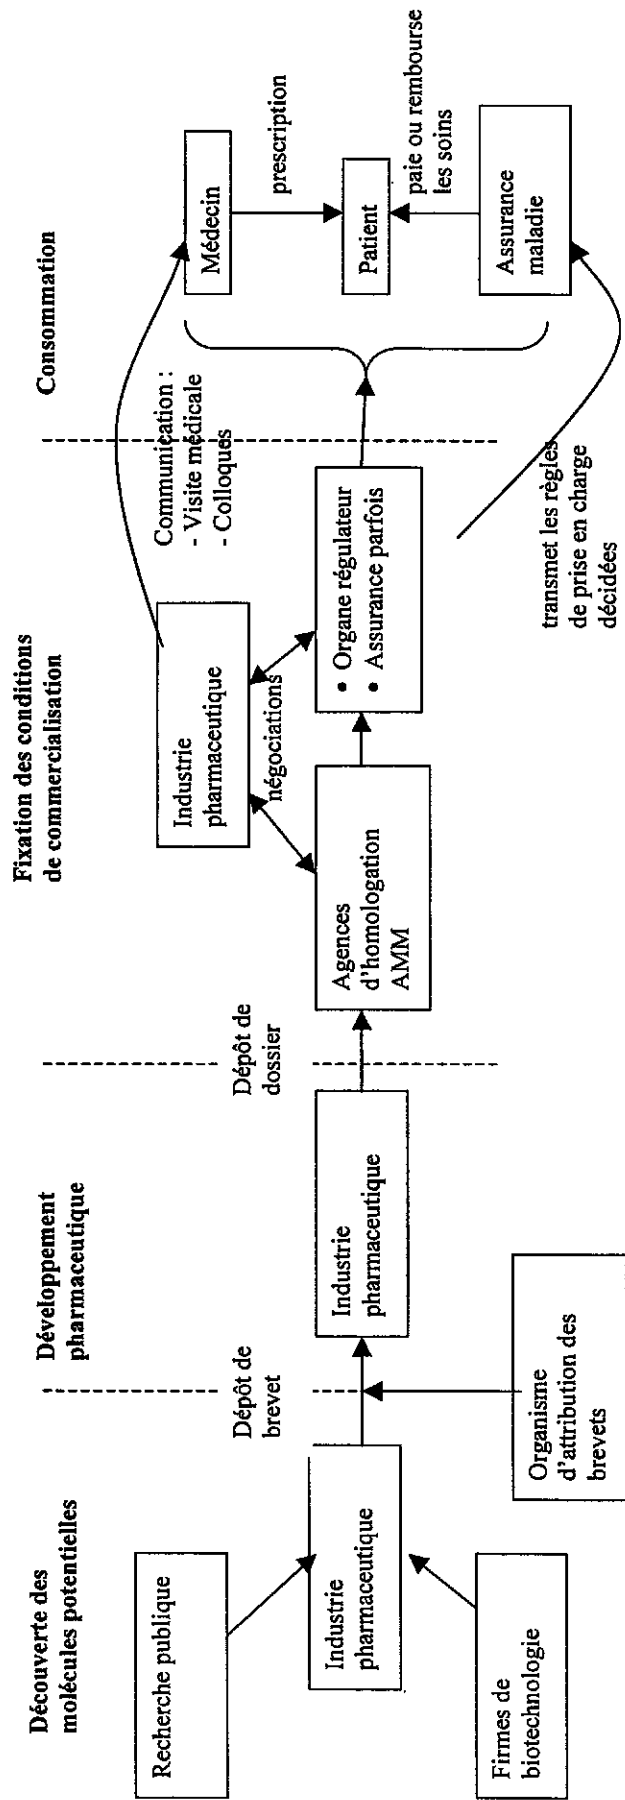 Découverte des
molécules potentielles
Recherche publique
Industrie
pharmaceutique
Firmes de
biotechnologie
Dépôt de
brevet
Organisme
d'attribution des
brevets
Développement
pharmaceutique
Industrie
pharmaceutique
Dépôt de
dossier
Fixation des conditions
de commercialisation
Industrie
pharmaceutique
négociations
Agences
d'homologation
AMM
• Organe régulateur
• Assurance parfois
Communication :
- Visite médicale
- Colloques
transmet les règles
de prise en charge
décidées
Consommation
Médecin
prescription
Patient
paie ou rembourse
les soins
Assurance
maladie